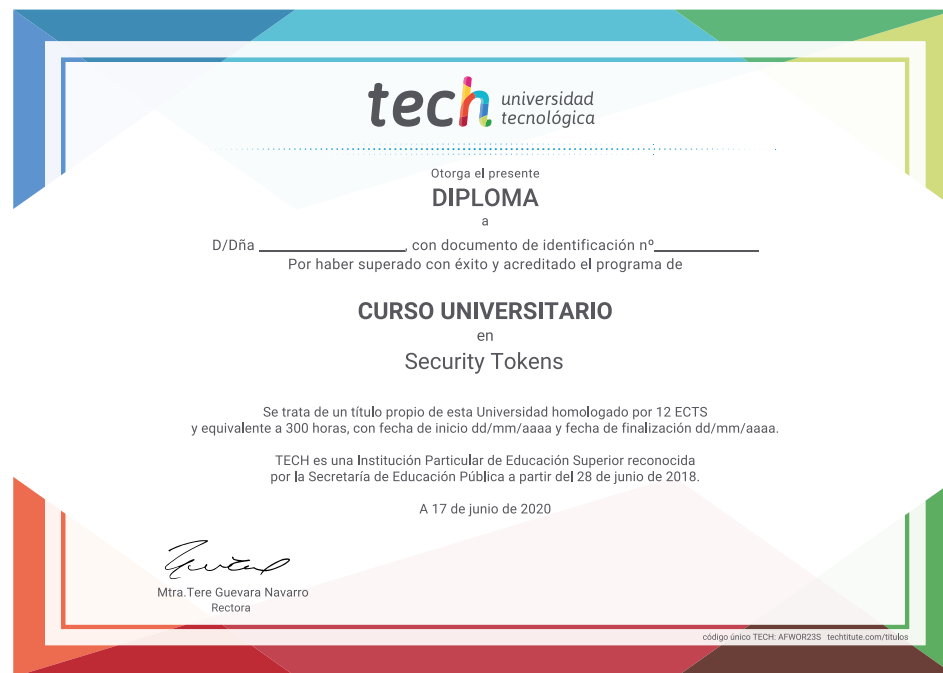 tech universidad
tecnológica
Otorga el presente
DIPLOMA
a
D/Dña ________________, con documento de identificación nº____________
Por haber superado con éxito y acreditado el programa de
CURSO UNIVERSITARIO
en
Security Tokens
Se trata de un título propio de esta Universidad homologado por 12 ECTS
y equivalente a 300 horas, con fecha de inicio dd/mm/aaaa y fecha de finalización dd/mm/aaaa.
TECH es una Institución Particular de Educación Superior reconocida
por la Secretaría de Educación Pública a partir del 28 de junio de 2018.
A 17 de junio de 2020
Mtra.Tere Guevara Navarro
Rectora
código único TECH: AFWOR23S techtitute.com/titulos